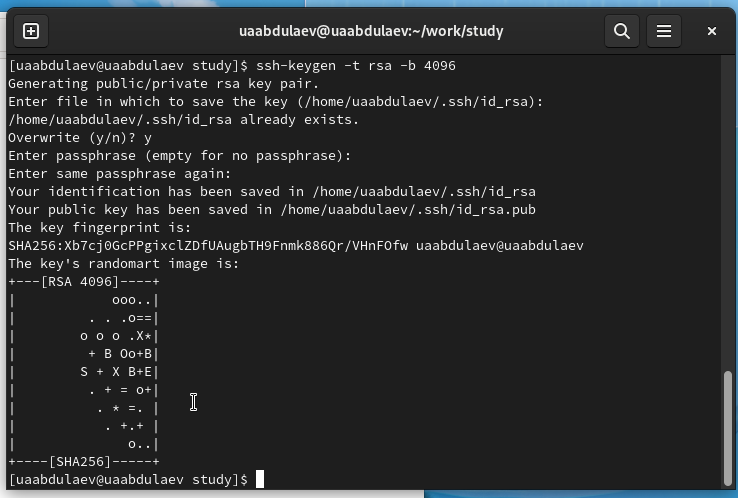 uaabdulaev@uaabdulaev:~/work/study
[uaabdulaev@uaabdulaev study]$ ssh-keygen -t rsa -b 4096
Generating public/private rsa key pair.
Enter file in which to save the key (/home/uaabdulaev/.ssh/id_rsa):
/home/uaabdulaev/.ssh/id_rsa already exists.
Overwrite (y/n)? y
Enter passphrase (empty for no passphrase):
Enter same passphrase again:
Your identification has been saved in /home/uaabdulaev/.ssh/id_rsa
Your public key has been saved in /home/uaabdulaev/.ssh/id_rsa.pub
The key fingerprint is:
SHA256:Xb7cj0GcPPgixclZDfUAugbTH9Fnmk886Qr/VHnFOfw uaabdulaev@uaabdulaev
The key's randomart image is:
+---[RSA 4096]----+
|            ooo..|
|         . . .o==|
|        o o o .X*|
|         + B Oo+B|
|        S + X B+E|
|         . + = o+|
|          . * =. |
|           . +.+ |
|              o..|
+----[SHA256]-----+
[uaabdulaev@uaabdulaev study]$